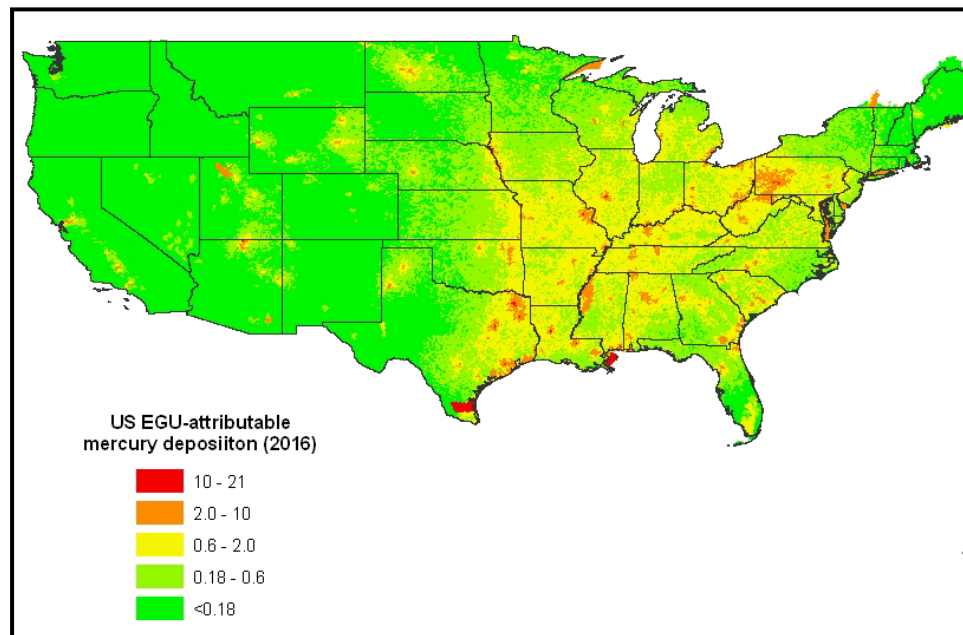 US EGU-attributable
mercury deposiiton (2016)
10 - 21
2.0 - 10
0.6 - 2.0
0.18 - 0.6
<0.18